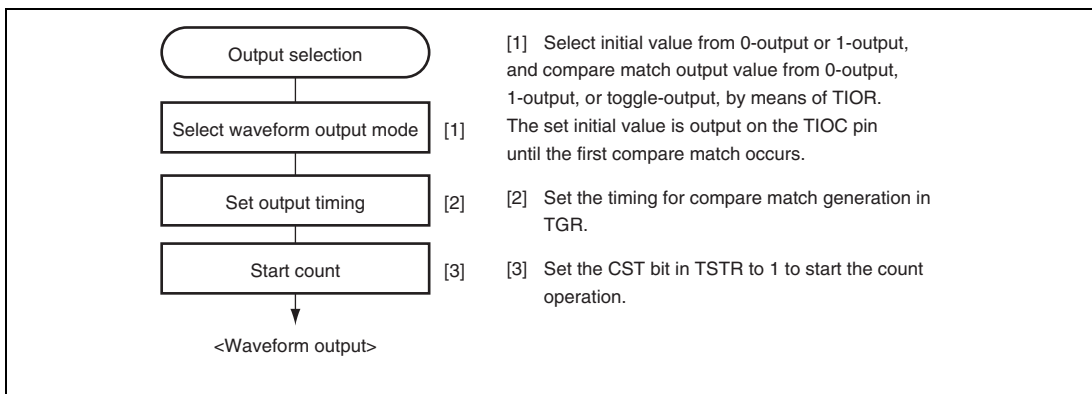 Output selection
Select waveform output mode [1]
Set output timing [2]
Start count [3]
<Waveform output>
[1] Select initial value from 0-output or 1-output,
and compare match output value from 0-output,
1-output, or toggle-output, by means of TIOR.
The set initial value is output on the TIOC pin
until the first compare match occurs.
[2] Set the timing for compare match generation in
TGR.
[3] Set the CST bit in TSTR to 1 to start the count
operation.